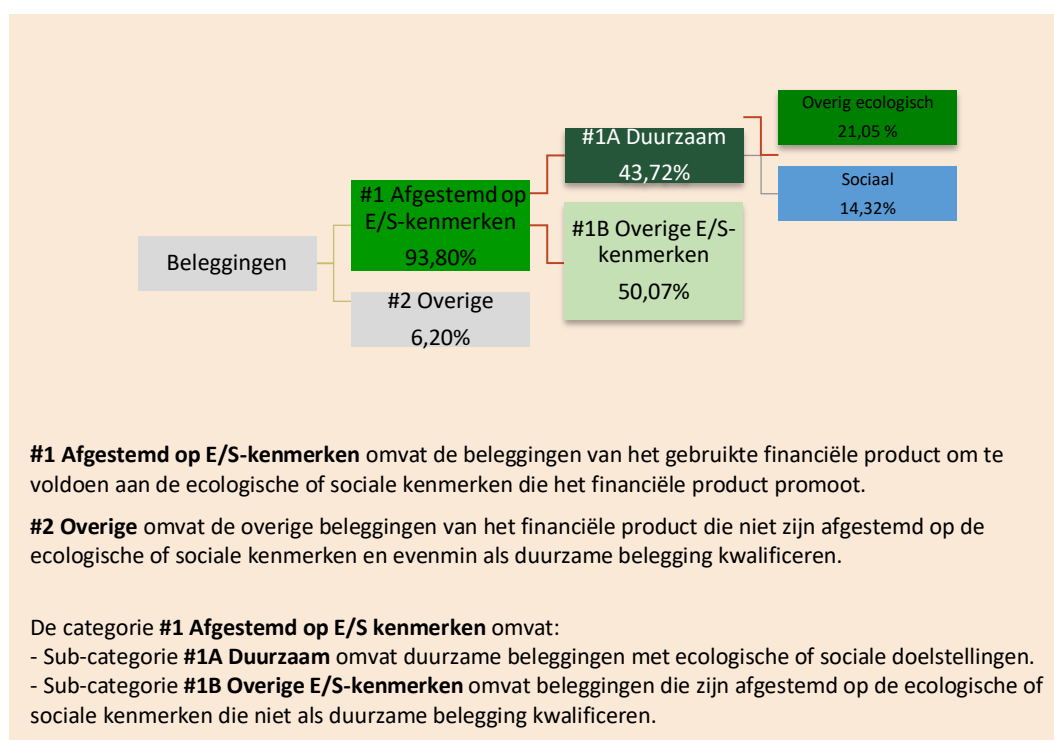 Beleggingen
#1 Afgestemd op
E/S-kenmerken
93,80%
#2 Overige
6,20%
#1A Duurzaam
43,72%
#1B Overige E/S-
kenmerken
50,07%
Overig ecologisch
21,05 %
Sociaal
14,32%
#1 Afgestemd op E/S-kenmerken omvat de beleggingen van het gebruikte financiële product om te
voldoen aan de ecologische of sociale kenmerken die het financiële product promoot.
#2 Overige omvat de overige beleggingen van het financiële product die niet zijn afgestemd op de
ecologische of sociale kenmerken en evenmin als duurzame belegging kwalificeren.
De categorie #1 Afgestemd op E/S kenmerken omvat:
- Sub-categorie #1A Duurzaam omvat duurzame beleggingen met ecologische of sociale doelstellingen.
- Sub-categorie #1B Overige E/S-kenmerken omvat beleggingen die zijn afgestemd op de ecologische of
sociale kenmerken die niet als duurzame belegging kwalificeren.